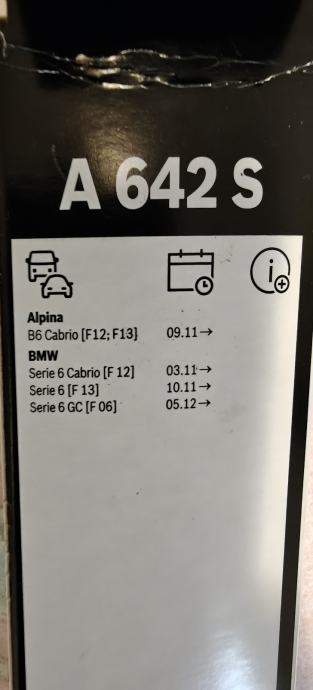 A 642 S
i
Alpina
B6 Cabrio [F12; F13] 09.11→
BMW
Serie 6 Cabrio [F 12] 03.11→
Serie 6 [F 13] 10.11→
Serie 6 GC [F 06] 05.12→